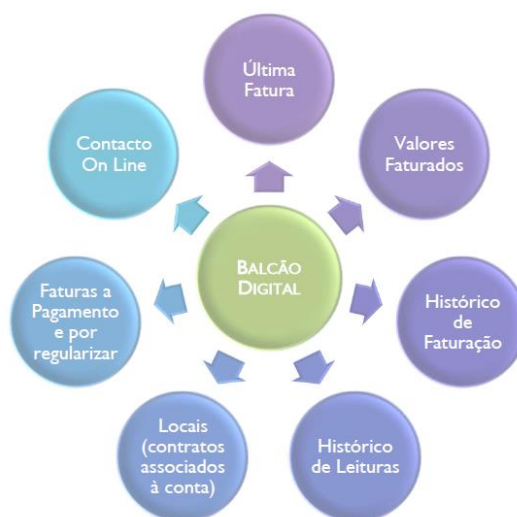 Última
Fatura
Valores
Faturados
Histórico
de
Faturação
Histórico
de Leituras
Locais
(contratos
associados
à conta)
Faturas a
Pagamento
e por
regularizar
Contacto
On Line
BALCÃO
DIGITAL